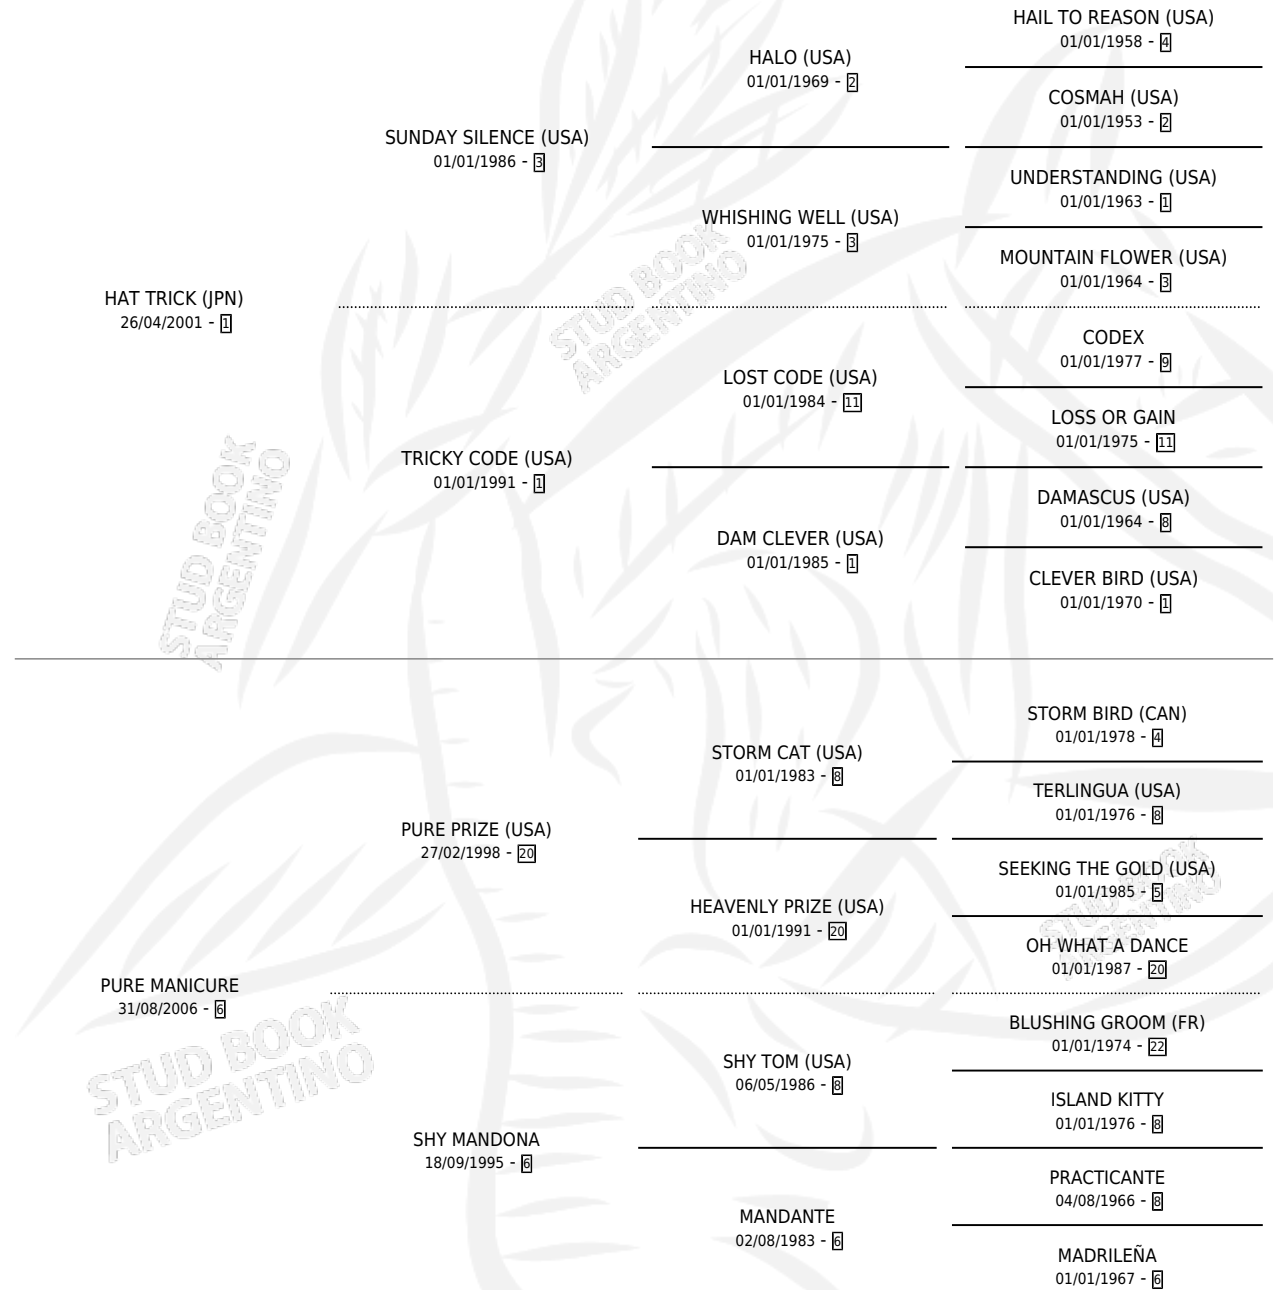 HAIL TO REASON (USA)
01/01/1958 - 4
HALO (USA)
01/01/1969 - 2
COSMAH (USA)
01/01/1953 - 2
SUNDAY SILENCE (USA)
01/01/1986 - 3
UNDERSTANDING (USA)
01/01/1963 - 1
WHISHING WELL (USA)
01/01/1975 - 3
MOUNTAIN FLOWER (USA)
01/01/1964 - 3
HAT TRICK (JPN)
26/04/2001 - 1
CODEX
01/01/1977 - 9
LOST CODE (USA)
01/01/1984 - 11
LOSS OR GAIN
01/01/1975 - 11
TRICKY CODE (USA)
01/01/1991 - 1
DAMASCUS (USA)
01/01/1964 - 8
DAM CLEVER (USA)
01/01/1985 - 1
CLEVER BIRD (USA)
01/01/1970 - 1
STORM BIRD (CAN)
01/01/1978 - 4
STORM CAT (USA)
01/01/1983 - 8
TERLINGUA (USA)
01/01/1976 - 8
PURE PRIZE (USA)
27/02/1998 - 20
SEEKING THE GOLD (USA)
01/01/1985 - 5
HEAVENLY PRIZE (USA)
01/01/1991 - 20
OH WHAT A DANCE
01/01/1987 - 20
PURE MANICURE
31/08/2006 - 6
BLUSHING GROOM (FR)
01/01/1974 - 22
SHY TOM (USA)
06/05/1986 - 8
ISLAND KITTY
01/01/1976 - 8
SHY MANDONA
18/09/1995 - 6
PRACTICANTE
04/08/1966 - 8
MANDANTE
02/08/1983 - 6
MADRILEÑA
01/01/1967 - 6
STUD BOOK
ARGENTINO
STUD BOOK
ARGENTINO
STUD BOOK
ARGENTINO
STUD BOOK
ARGENTINO